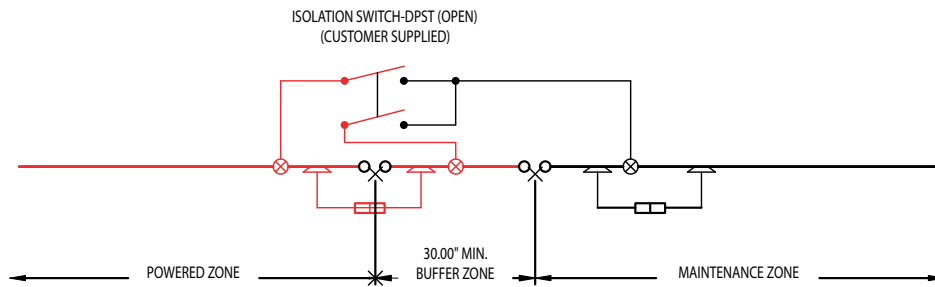 ISOLATION SWITCH-DPST (OPEN)
(CUSTOMER SUPPLIED)
POWERED ZONE
30.00" MIN.
BUFFER ZONE
MAINTENANCE ZONE